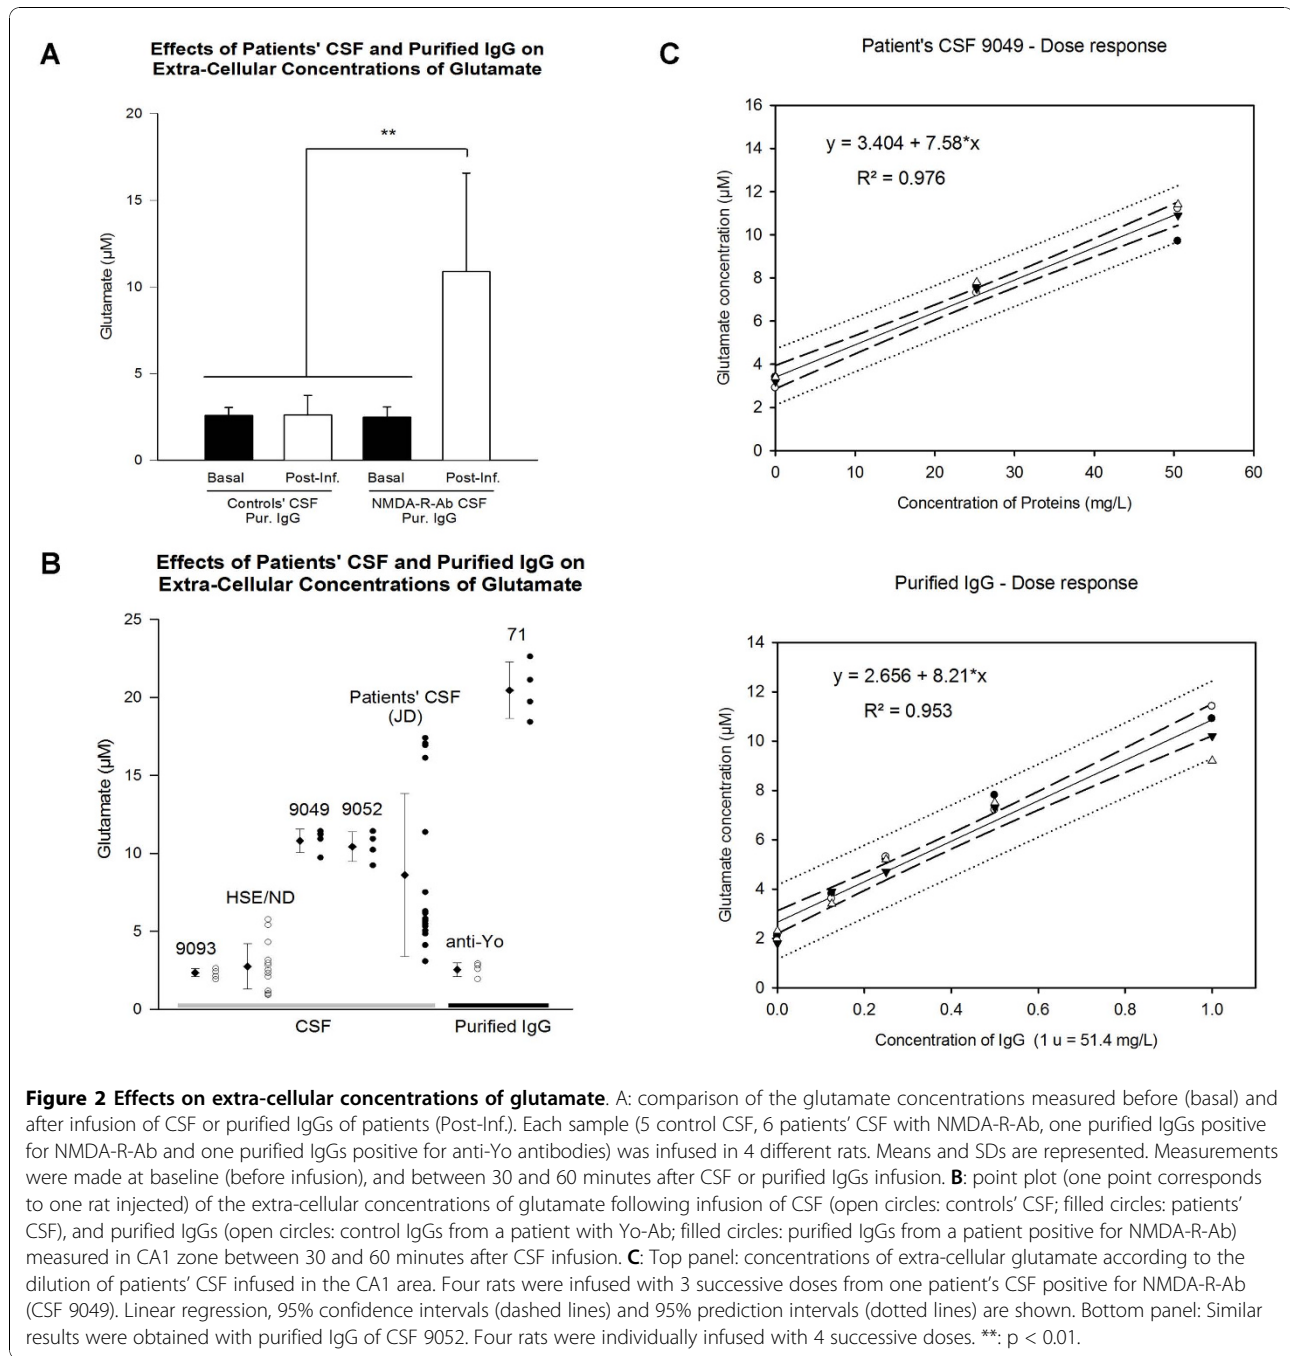 A
Effects of Patients' CSF and Purified IgG on
Extra-Cellular Concentrations of Glutamate
20
15
10
5
0
Glutamate (µM)
**
Basal
Post-Inf.
Basal
Post-Inf.
Controls' CSF
Pur. IgG
NMDA-R-Ab CSF
Pur. IgG
B
Effects of Patients' CSF and Purified IgG on
Extra-Cellular Concentrations of Glutamate
25
20
15
10
5
0
Glutamate (µM)
9093
HSE/ND
9049
9052
Patients' CSF
(JD)
anti-Yo
71
CSF
Purified IgG
C
Patient's CSF 9049 - Dose response
16
14
12
10
8
6
4
2
0
Glutamate concentration (µM)
y = 3.404 + 7.58*x
R² = 0.976
0 10 20 30 40 50 60
Concentration of Proteins (mg/L)
Purified IgG - Dose response
14
12
10
8
6
4
2
0
Glutamate concentration (µM)
y = 2.656 + 8.21*x
R² = 0.953
0.0 0.2 0.4 0.6 0.8 1.0
Concentration of IgG (1 u = 51.4 mg/L)
Figure 2 Effects on extra-cellular concentrations of glutamate. A: comparison of the glutamate concentrations measured before (basal) and
after infusion of CSF or purified IgGs of patients (Post-Inf.). Each sample (5 control CSF, 6 patients' CSF with NMDA-R-Ab, one purified IgGs positive
for NMDA-R-Ab and one purified IgGs positive for anti-Yo antibodies) was infused in 4 different rats. Means and SDs are represented. Measurements
were made at baseline (before infusion), and between 30 and 60 minutes after CSF or purified IgGs infusion. B: point plot (one point corresponds
to one rat injected) of the extra-cellular concentrations of glutamate following infusion of CSF (open circles: controls' CSF; filled circles: patients'
CSF), and purified IgGs (open circles: control IgGs from a patient with Yo-Ab; filled circles: purified IgGs from a patient positive for NMDA-R-Ab)
measured in CA1 zone between 30 and 60 minutes after CSF infusion. C: Top panel: concentrations of extra-cellular glutamate according to the
dilution of patients' CSF infused in the CA1 area. Four rats were infused with 3 successive doses from one patient's CSF positive for NMDA-R-Ab
(CSF 9049). Linear regression, 95% confidence intervals (dashed lines) and 95% prediction intervals (dotted lines) are shown. Bottom panel: Similar
results were obtained with purified IgG of CSF 9052. Four rats were individually infused with 4 successive doses. **: p < 0.01.